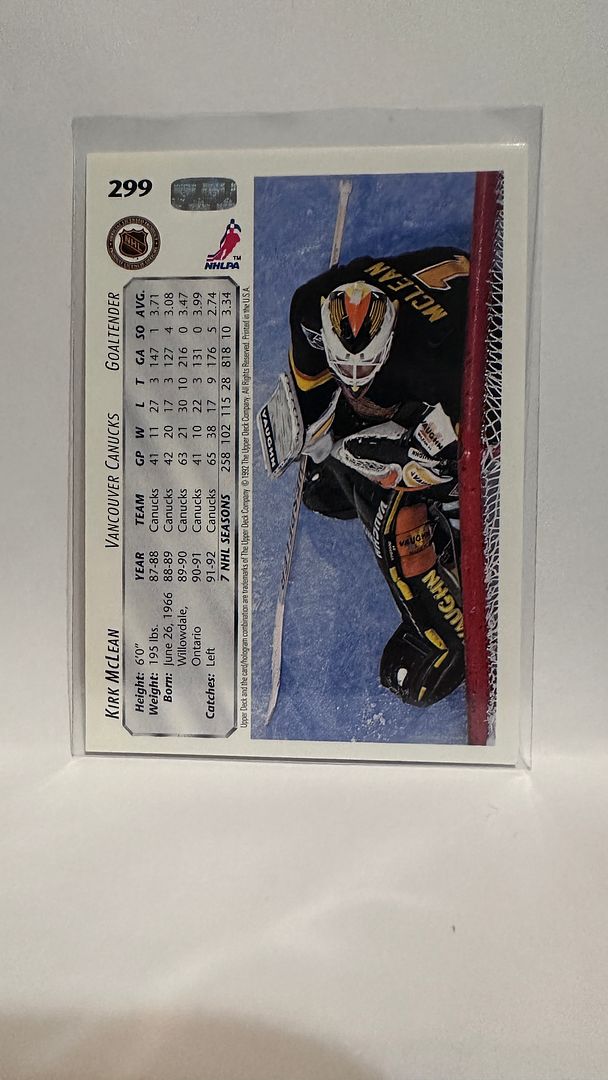 299
NHL
NHLPA
TM
KIRK MCLEAN VANCOUVER CANUCKS GOALTENDER
Height: 6'0" YEAR TEAM GP W L T GA SO AVG.
Weight: 195 lbs. 87-88 Canucks 41 11 27 3 147 1 3.71
Born: June 26, 1966 88-89 Canucks 42 20 17 3 127 4 3.08
Willowdale, 89-90 Canucks 63 21 30 10 216 0 3.47
Ontario 90-91 Canucks 41 10 22 3 131 0 3.99
Catches: Left 91-92 Canucks 65 38 17 9 176 5 2.74
7 NHL SEASONS 258 102 115 28 818 10 3.34
Upper Deck and the card/hologram combination are trademarks of The Upper Deck Company. © 1992 The Upper Deck Company. All Rights Reserved. Printed in the U.S.A.
MCLEAN
1
VAUGHN
VAUGHN
VAUGHN